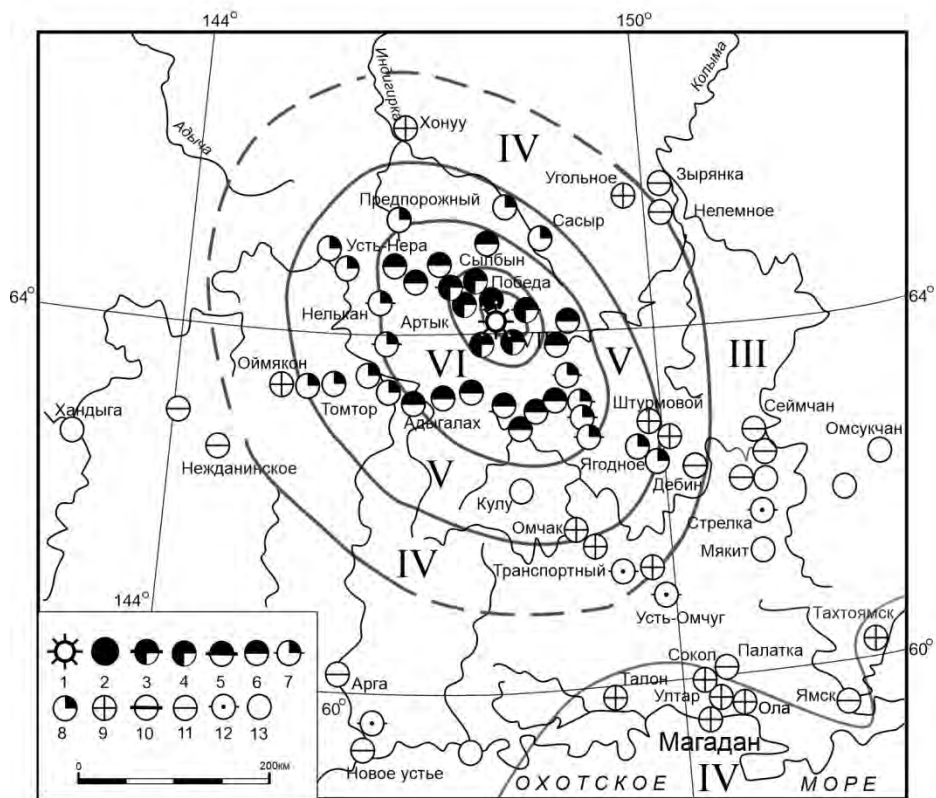 144°
150°
Индигирка
Колыма
Адыча
Хонуу
IV
Угольное
Зырянка
Нелемное
Предпорожный
Сасыр
Усть-Нера
Сылбын
Победа
64°
64°
Нелькан
Артык
VI
V
III
Оймякон
Томтор
Адыгалах
Штурмовой
Сеймчан
Омсукчан
Хандыга
Нежданинское
V
Ягодное
Дебин
Кулу
Стрелка
Омчак
Мякит
IV
Транспортный
Усть-Омчуг
144°
Тахтоямск
60°
Сокол
Палатка
Талон
Арга
60°
Ултар
Ола
Ямск
Магадан
Новое устье
ОХОТСКОЕ
IV
МОРЕ
1 2 3 4 5 6 7
8 9 10 11 12 13
0 200км